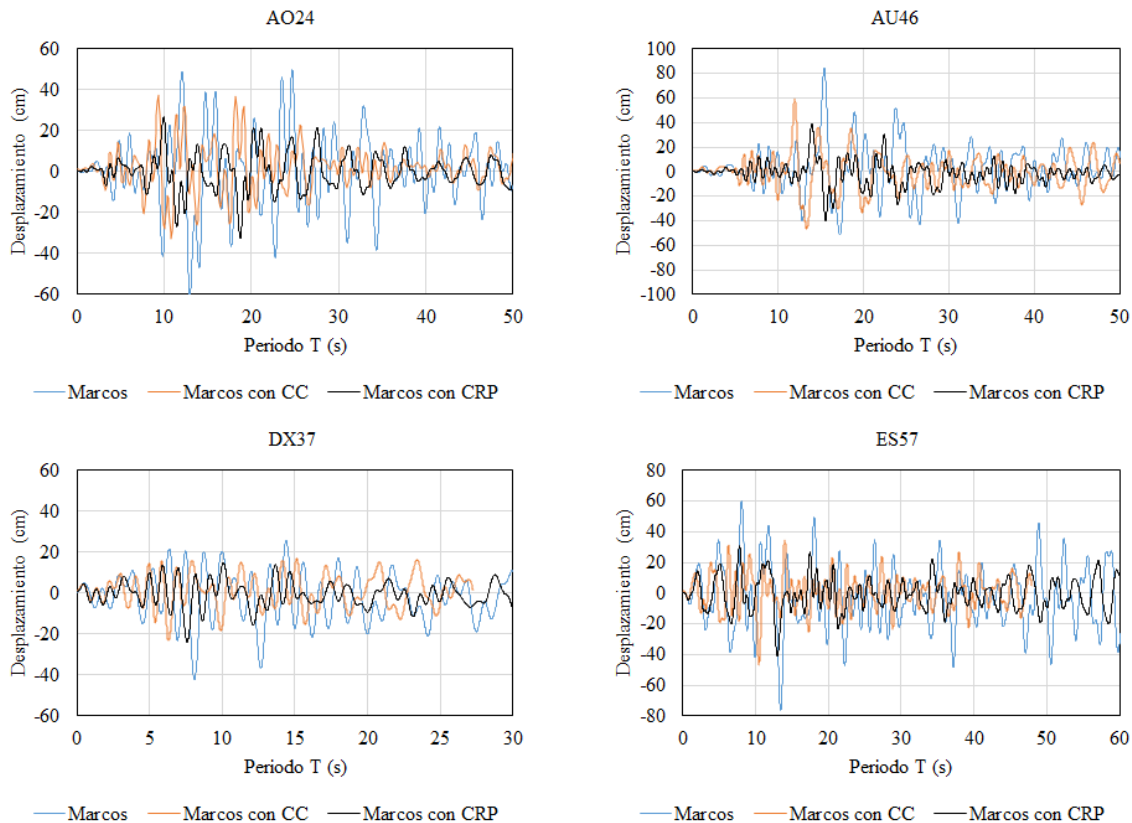 AO24
60
40
20
0
-20
-40
-60
Desplazamiento (cm)
0 10 20 30 40 50
Periodo T (s)
Marcos Marcos con CC Marcos con CRP
AU46
100
80
60
40
20
0
-20
-40
-60
-80
-100
Desplazamiento (cm)
0 10 20 30 40 50
Periodo T (s)
Marcos Marcos con CC Marcos con CRP
DX37
60
40
20
0
-20
-40
-60
Desplazamiento (cm)
0 5 10 15 20 25 30
Periodo T (s)
Marcos Marcos con CC Marcos con CRP
ES57
80
60
40
20
0
-20
-40
-60
-80
Desplazamiento (cm)
0 10 20 30 40 50 60
Periodo T (s)
Marcos Marcos con CC Marcos con CRP